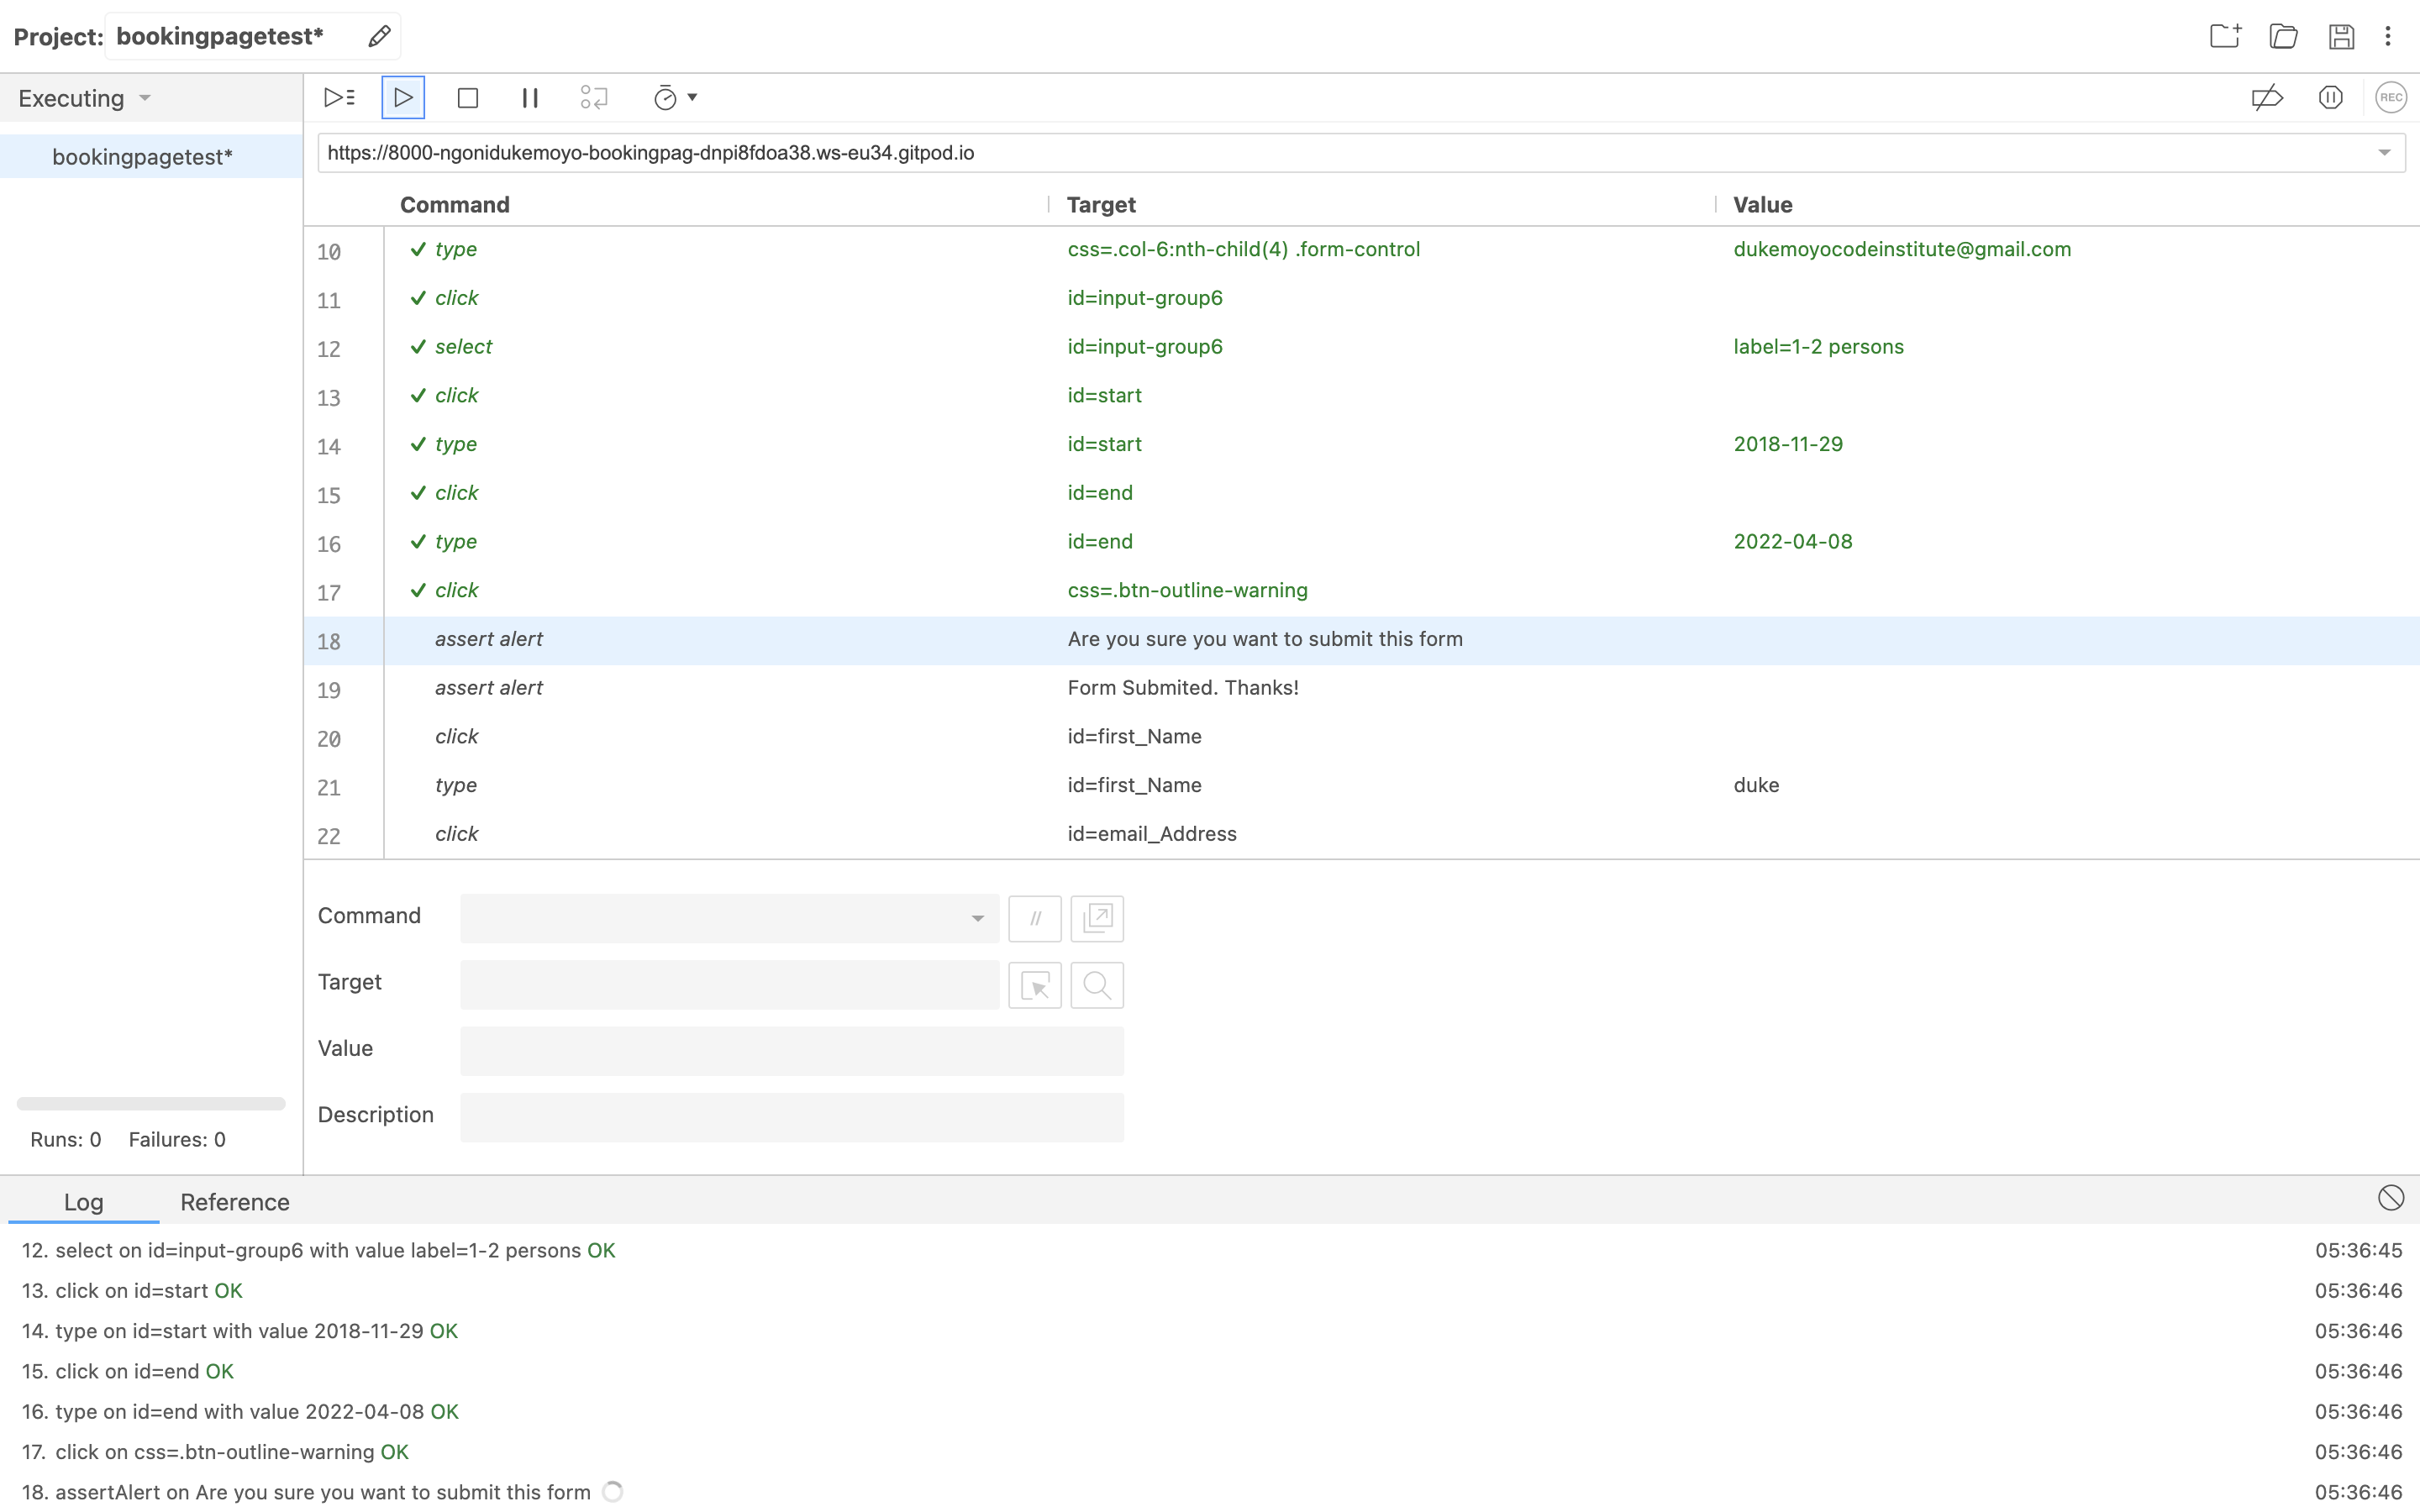 Project: bookingpagetest*
Executing
REC
bookingpagetest*
https://8000-ngonidukemoyo-bookingpag-dnpi8fdoa38.ws-eu34.gitpod.io
Command Target Value
10 type css=.col-6:nth-child(4) .form-control dukemoyocodeinstitute@gmail.com
11 click id=input-group6
12 select id=input-group6 label=1-2 persons
13 click id=start
14 type id=start 2018-11-29
15 click id=end
16 type id=end 2022-04-08
17 click css=.btn-outline-warning
18 assert alert Are you sure you want to submit this form
19 assert alert Form Submited. Thanks!
20 click id=first_Name
21 type id=first_Name duke
22 click id=email_Address
Command //
Target
Value
Description
Runs: 0 Failures: 0
Log Reference
12. select on id=input-group6 with value label=1-2 persons OK 05:36:45
13. click on id=start OK 05:36:46
14. type on id=start with value 2018-11-29 OK 05:36:46
15. click on id=end OK 05:36:46
16. type on id=end with value 2022-04-08 OK 05:36:46
17. click on css=.btn-outline-warning OK 05:36:46
18. assertAlert on Are you sure you want to submit this form 05:36:46